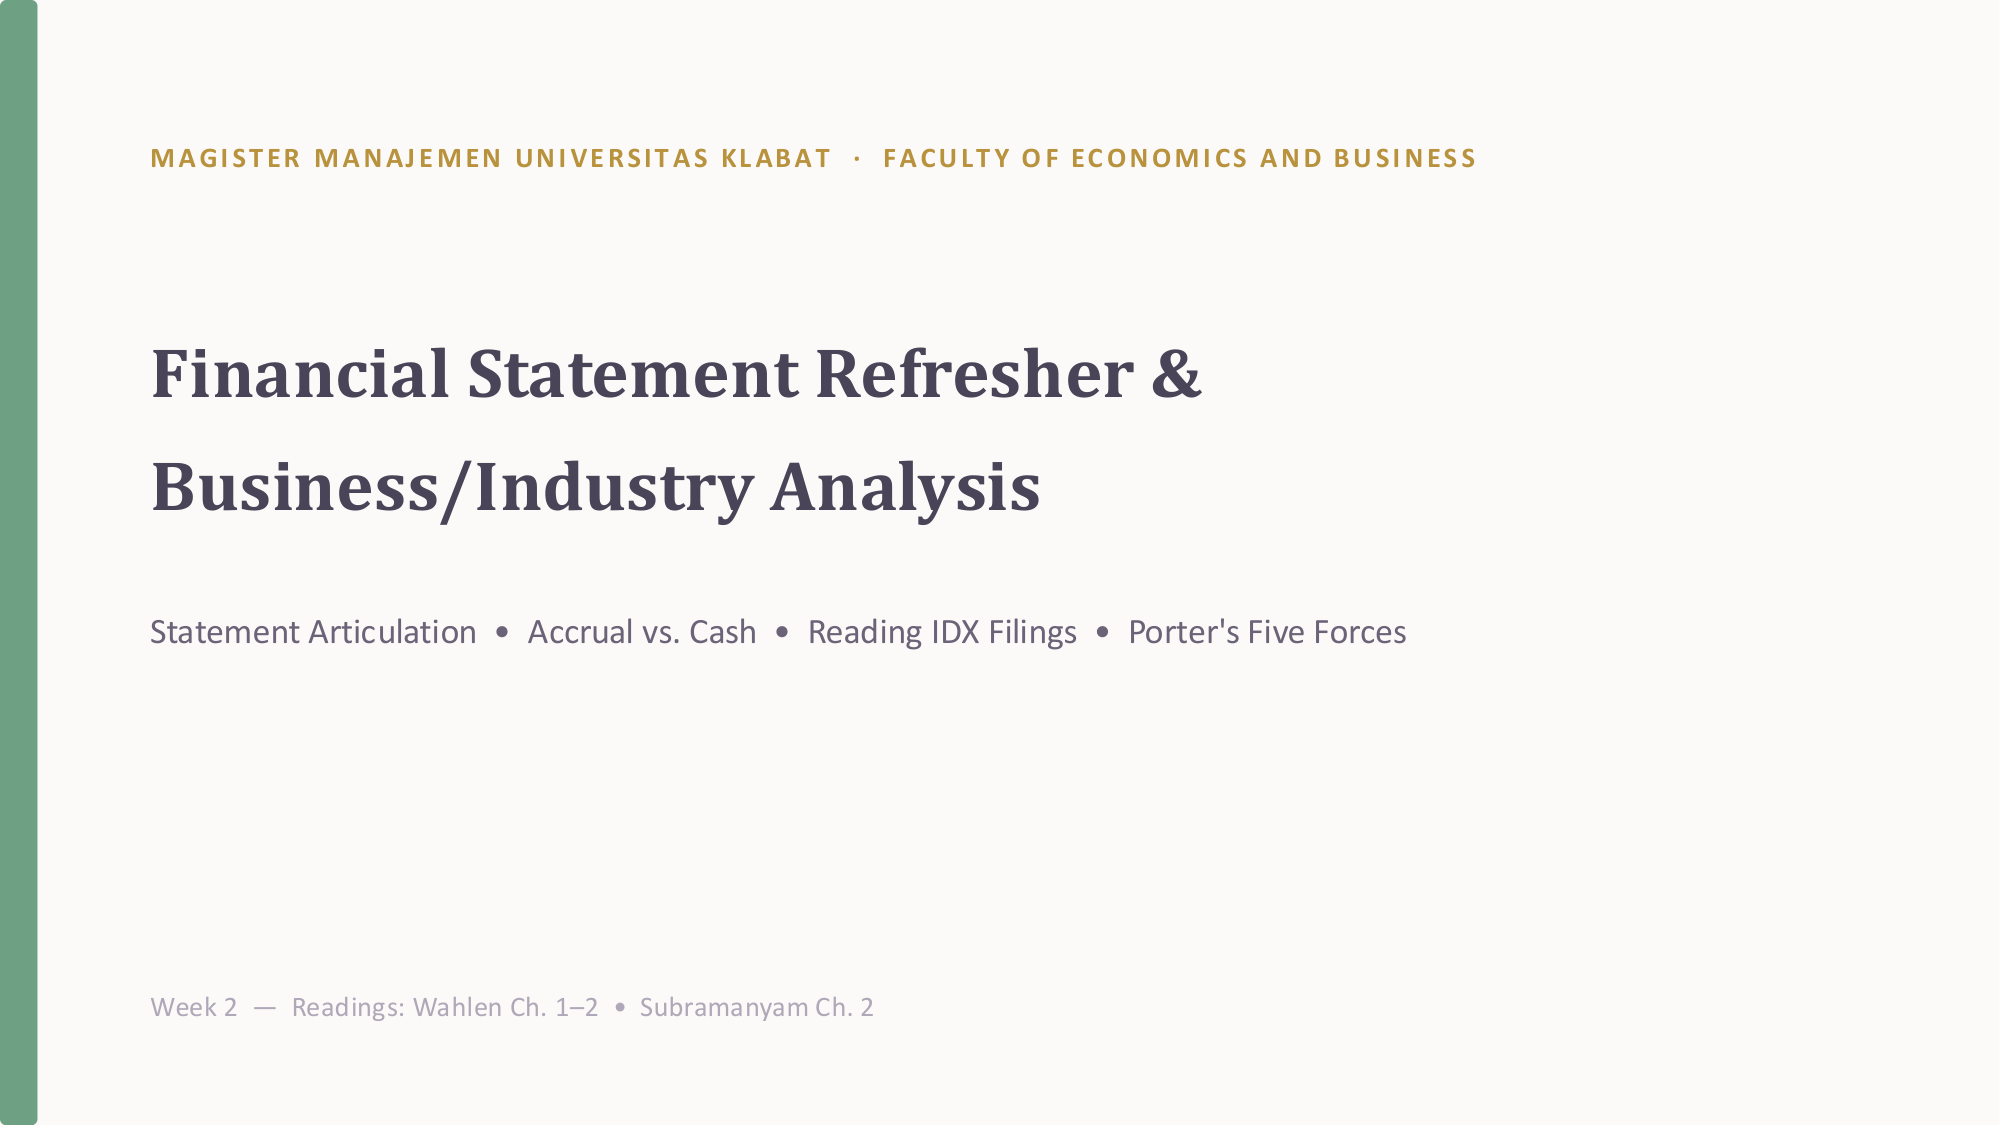 MAGISTER MANAJEMEN UNIVERSITAS KLABAT · FACULTY OF ECONOMICS AND BUSINESS
Financial Statement Refresher &
Business/Industry Analysis
Statement Articulation • Accrual vs. Cash • Reading IDX Filings • Porter's Five Forces
Week 2 — Readings: Wahlen Ch. 1–2 • Subramanyam Ch. 2